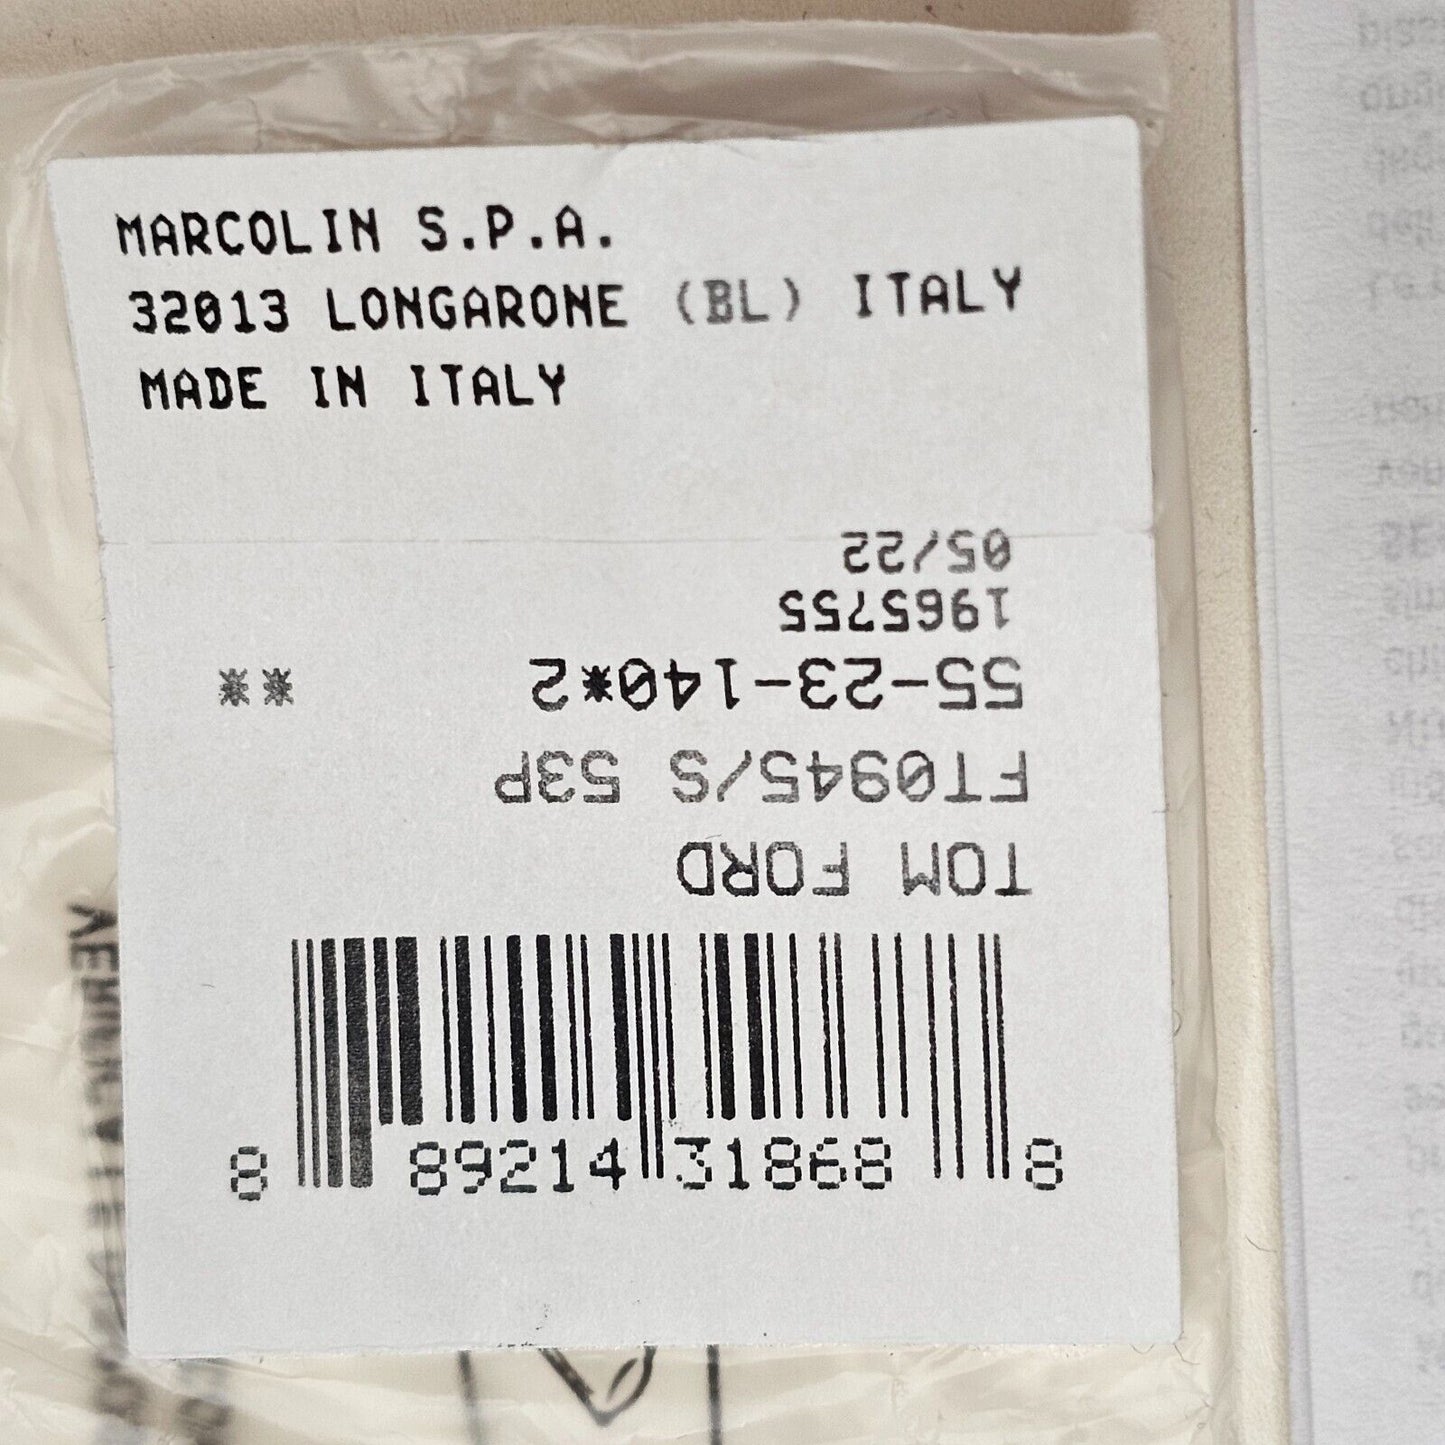 MARCOLIN S.P.A.
32013 LONGARONE (BL) ITALY
MADE IN ITALY
05/22
1965755
55-23-140*2 **
FT0945/S 53P
TOM FORD
8 89214 31868 8